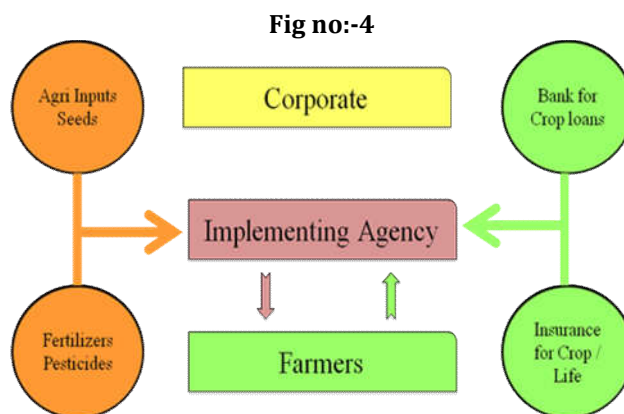 Fig no:-4
Agri Inputs
Seeds
Corporate
Bank for
Crop loans
Implementing Agency
Fertilizers
Pesticides
Farmers
Insurance
for Crop /
Life